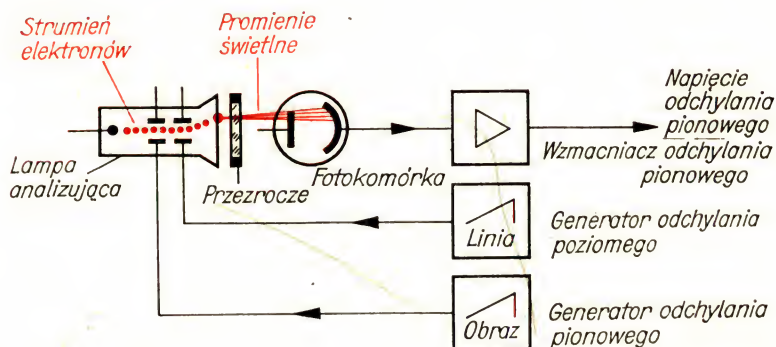 Strumień
elektronów
Promienie
świetlne
Napięcie
odchylania
pionowego
Wzmacniacz odchylania
pionowego
Lampa
analizująca
Przezrocze
Fotokomórka
Linia
Generator odchylania
poziomego
Obraz
Generator odchylania
pionowego